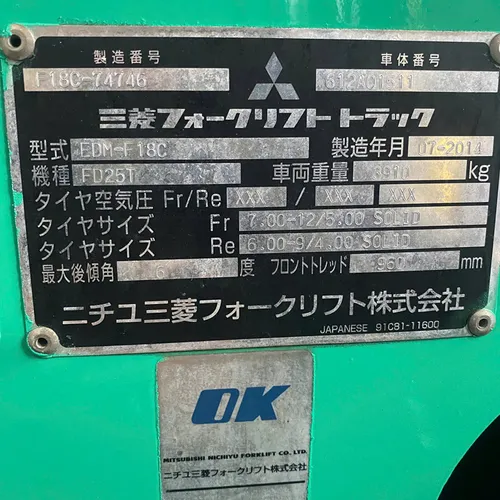 製造番号 車体番号
F18C-74746
三菱フォークリフト トラック
型式 EDM-F18C 製造年月 07-2014
機種 FD25T 車両重量 kg
タイヤ空気圧 Fr/Re XXX / XXX XXX
タイヤサイズ Fr 7.00-12/5.00 SOLID
タイヤサイズ Re 6.00-9/4.00 SOLID
最大後傾角 6 度 フロントトレッド 960 mm
ニチユ三菱フォークリフト株式会社
JAPANESE 91C81-11600
OK
MITSUBISHI NICHIYU FORKLIFT CO., LTD.
ニチユ三菱フォークリフト株式会社